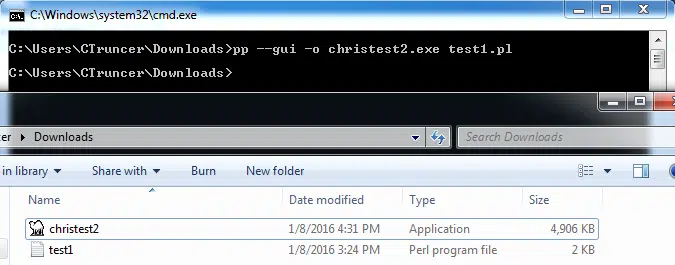 C:\Windows\system32\cmd.exe
C:\Users\CTruncer\Downloads>pp --gui -o christest2.exe test1.pl
C:\Users\CTruncer\Downloads>
Downloads Search Downloads
in library Share with Burn New folder
Name Date modified Type Size
christest2 1/8/2016 4:31 PM Application 4,906 KB
test1 1/8/2016 3:24 PM Perl program file 2 KB